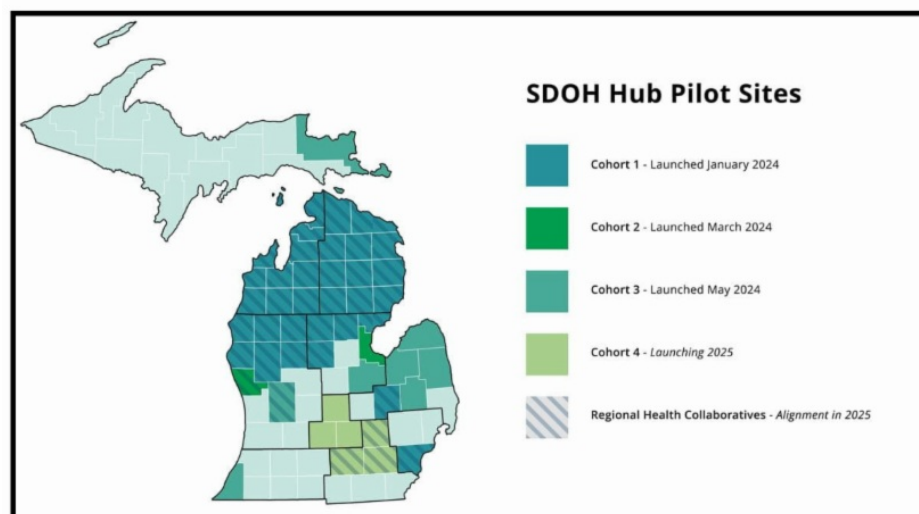 SDOH Hub Pilot Sites
Cohort 1 - Launched January 2024
Cohort 2 - Launched March 2024
Cohort 3 - Launched May 2024
Cohort 4 - Launching 2025
Regional Health Collaboratives - Alignment in 2025